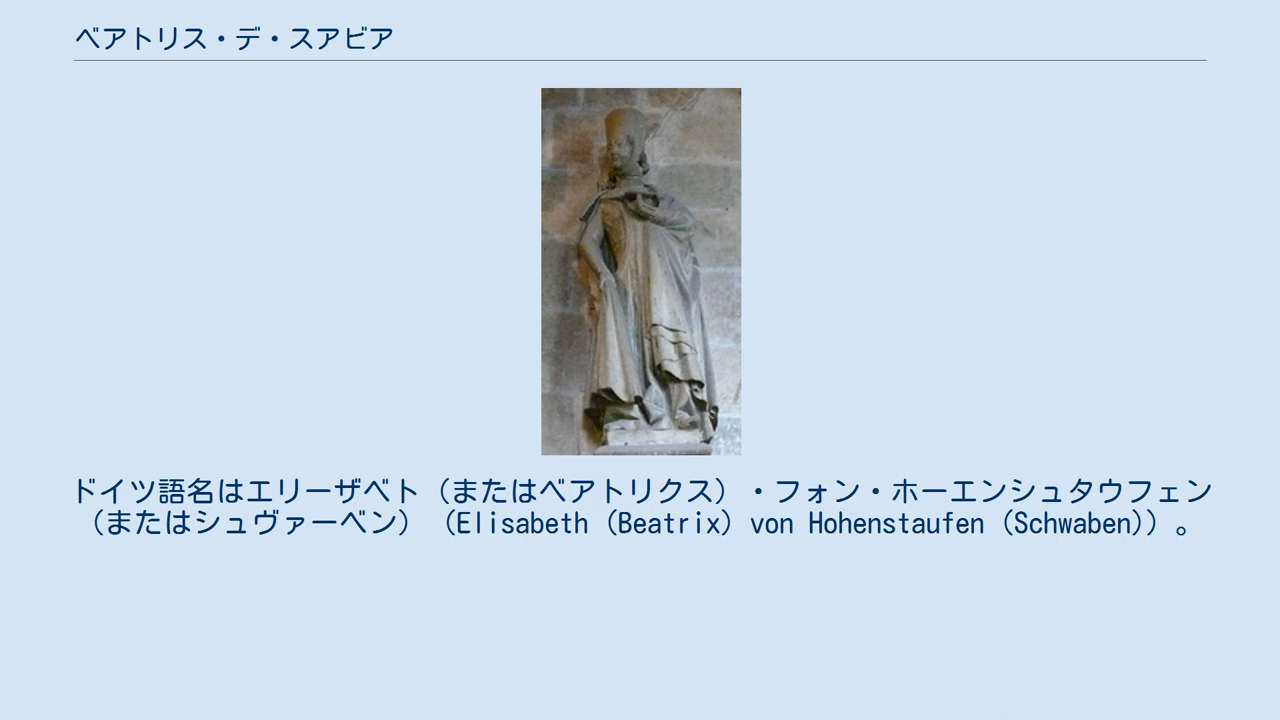 ベアトリス・デ・スアビア
ドイツ語名はエリーザベト（またはベアトリクス）・フォン・ホーエンシュタウフェン
（またはシュヴァーベン）（Elisabeth（Beatrix）von Hohenstaufen（Schwaben））。